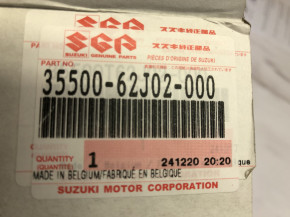 SUZUKI GENUINE PARTS
スズキ純正部品
PIÈCES D'ORIGINE DE SUZUKI
PART NO.
35500-62J02-000
QUANTITY
(QUANTITÉ)
1
241220 20:20
MADE IN BELGIUM/FABRIQUÉ EN BELGIQUE
SUZUKI MOTOR CORPORATION